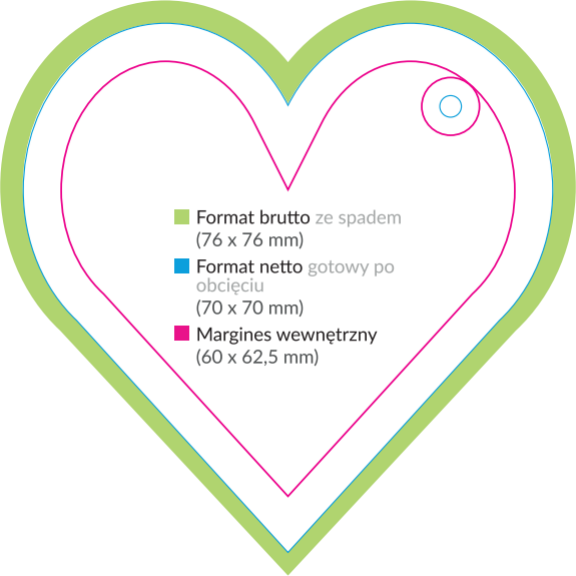 Format brutto ze spadem
(76 x 76 mm)
Format netto gotowy po
obcięciu
(70 x 70 mm)
Margines wewnętrzny
(60 x 62,5 mm)